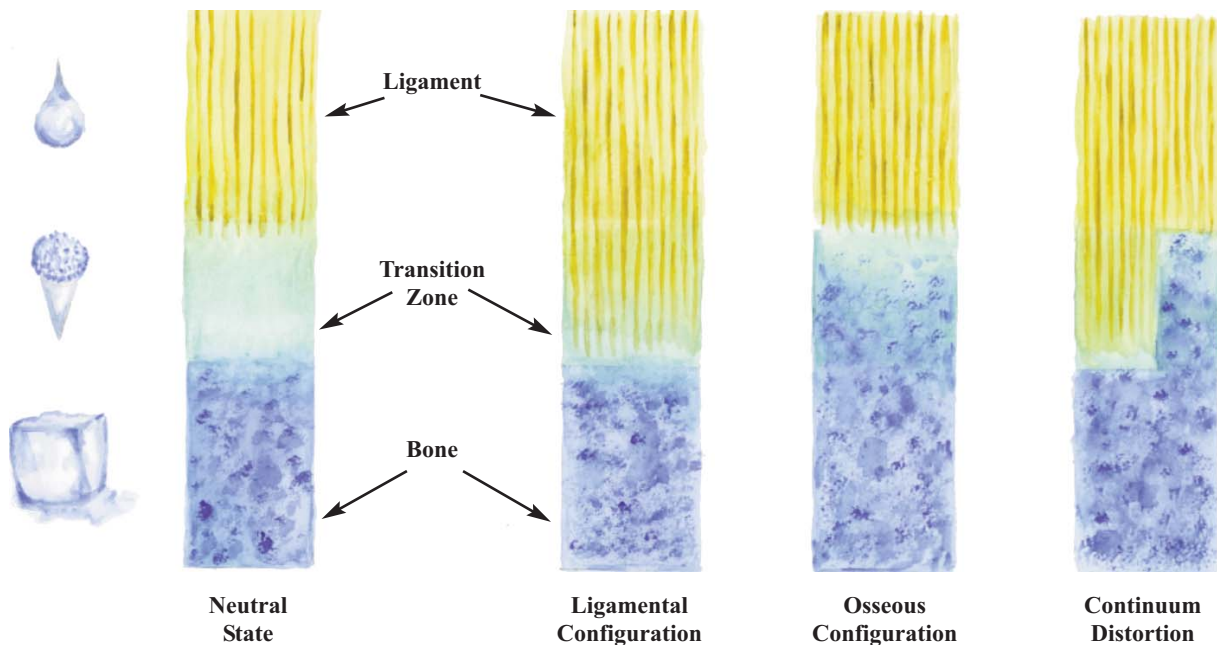 Ligament
Transition
Zone
Bone
Neutral
State
Ligamental
Configuration
Osseous
Configuration
Continuum
Distortion